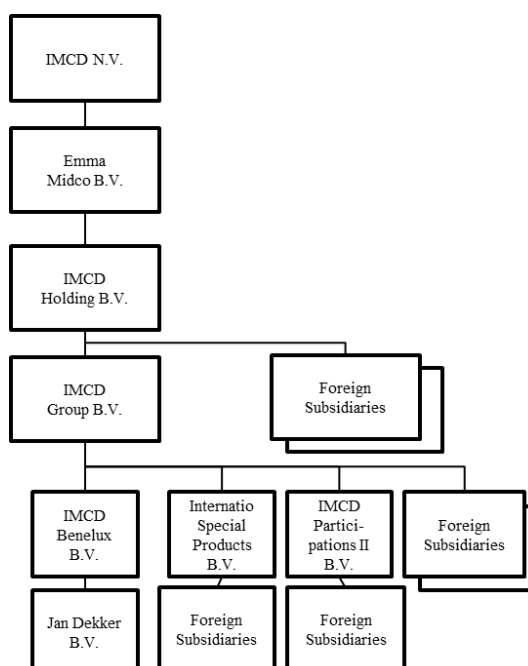 IMCD N.V.
Emma
Midco B.V.
IMCD
Holding B.V.
IMCD
Group B.V.
Foreign
Subsidiaries
IMCD
Benelux
B.V.
Internatio
Special
Products
B.V.
IMCD
Partici-
pations II
B.V.
Foreign
Subsidiaries
Jan Dekker
B.V.
Foreign
Subsidiaries
Foreign
Subsidiaries